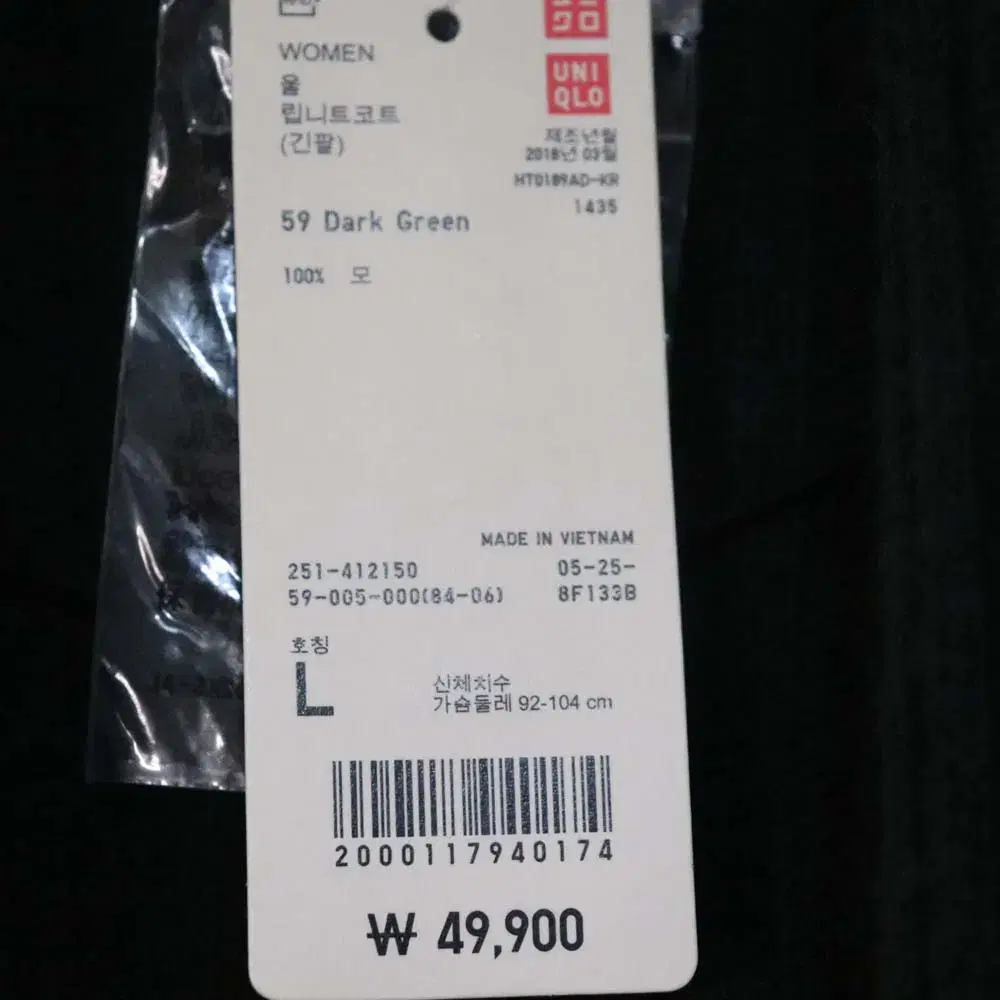 WOMEN
울
립니트코트
(긴팔)
UNI
QLO
제조년월
2018년 03월
HT0189AD-KR
1435
59 Dark Green
100% 모
MADE IN VIETNAM
251-412150 05-25-
59-005-000(84-06) 8F133B
호칭
L
신체치수
가슴둘레 92-104 cm
2000117940174
₩ 49,900